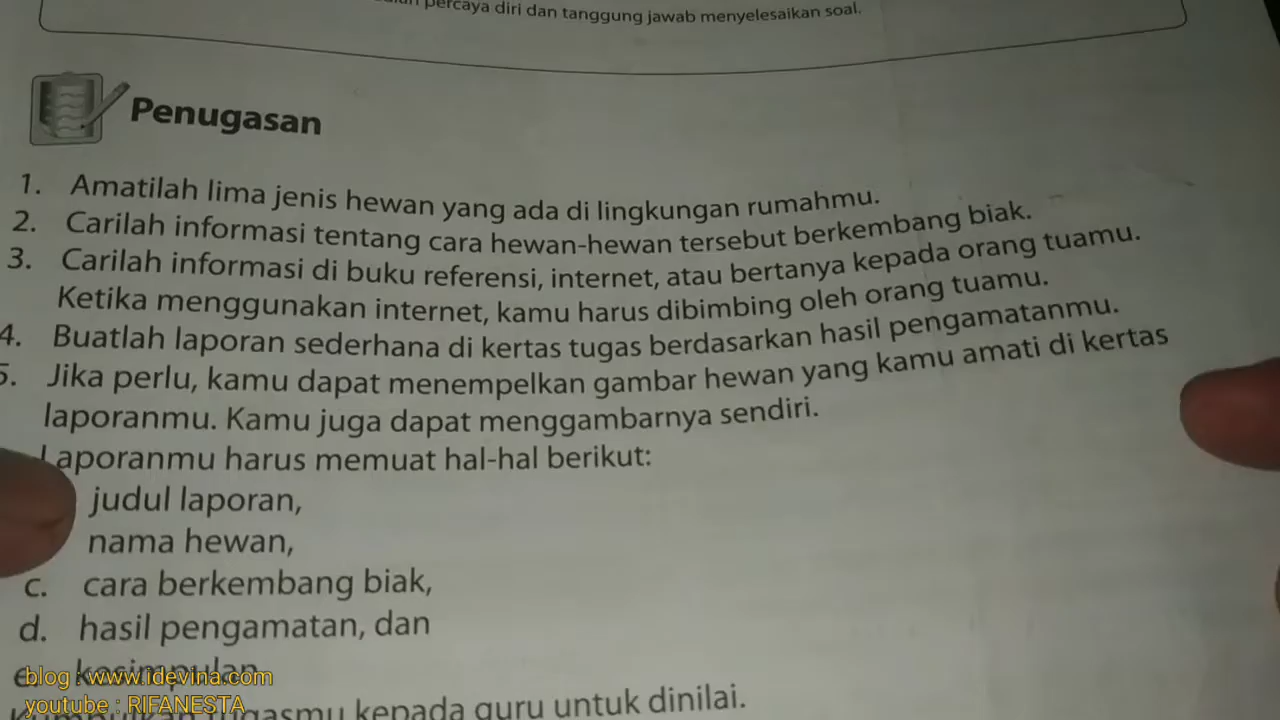 percaya diri dan tanggung jawab menyelesaikan soal.
Penugasan
1. Amatilah lima jenis hewan yang ada di lingkungan rumahmu.
2. Carilah informasi tentang cara hewan-hewan tersebut berkembang biak.
3. Carilah informasi di buku referensi, internet, atau bertanya kepada orang tuamu.
Ketika menggunakan internet, kamu harus dibimbing oleh orang tuamu.
4. Buatlah laporan sederhana di kertas tugas berdasarkan hasil pengamatanmu.
5. Jika perlu, kamu dapat menempelkan gambar hewan yang kamu amati di kertas
laporanmu. Kamu juga dapat menggambarnya sendiri.
Laporanmu harus memuat hal-hal berikut:
judul laporan,
nama hewan,
c. cara berkembang biak,
d. hasil pengamatan, dan
e. kesimpulan
blog : www.idevina.com
youtube : RIFANESTA
tugasmu kepada guru untuk dinilai.